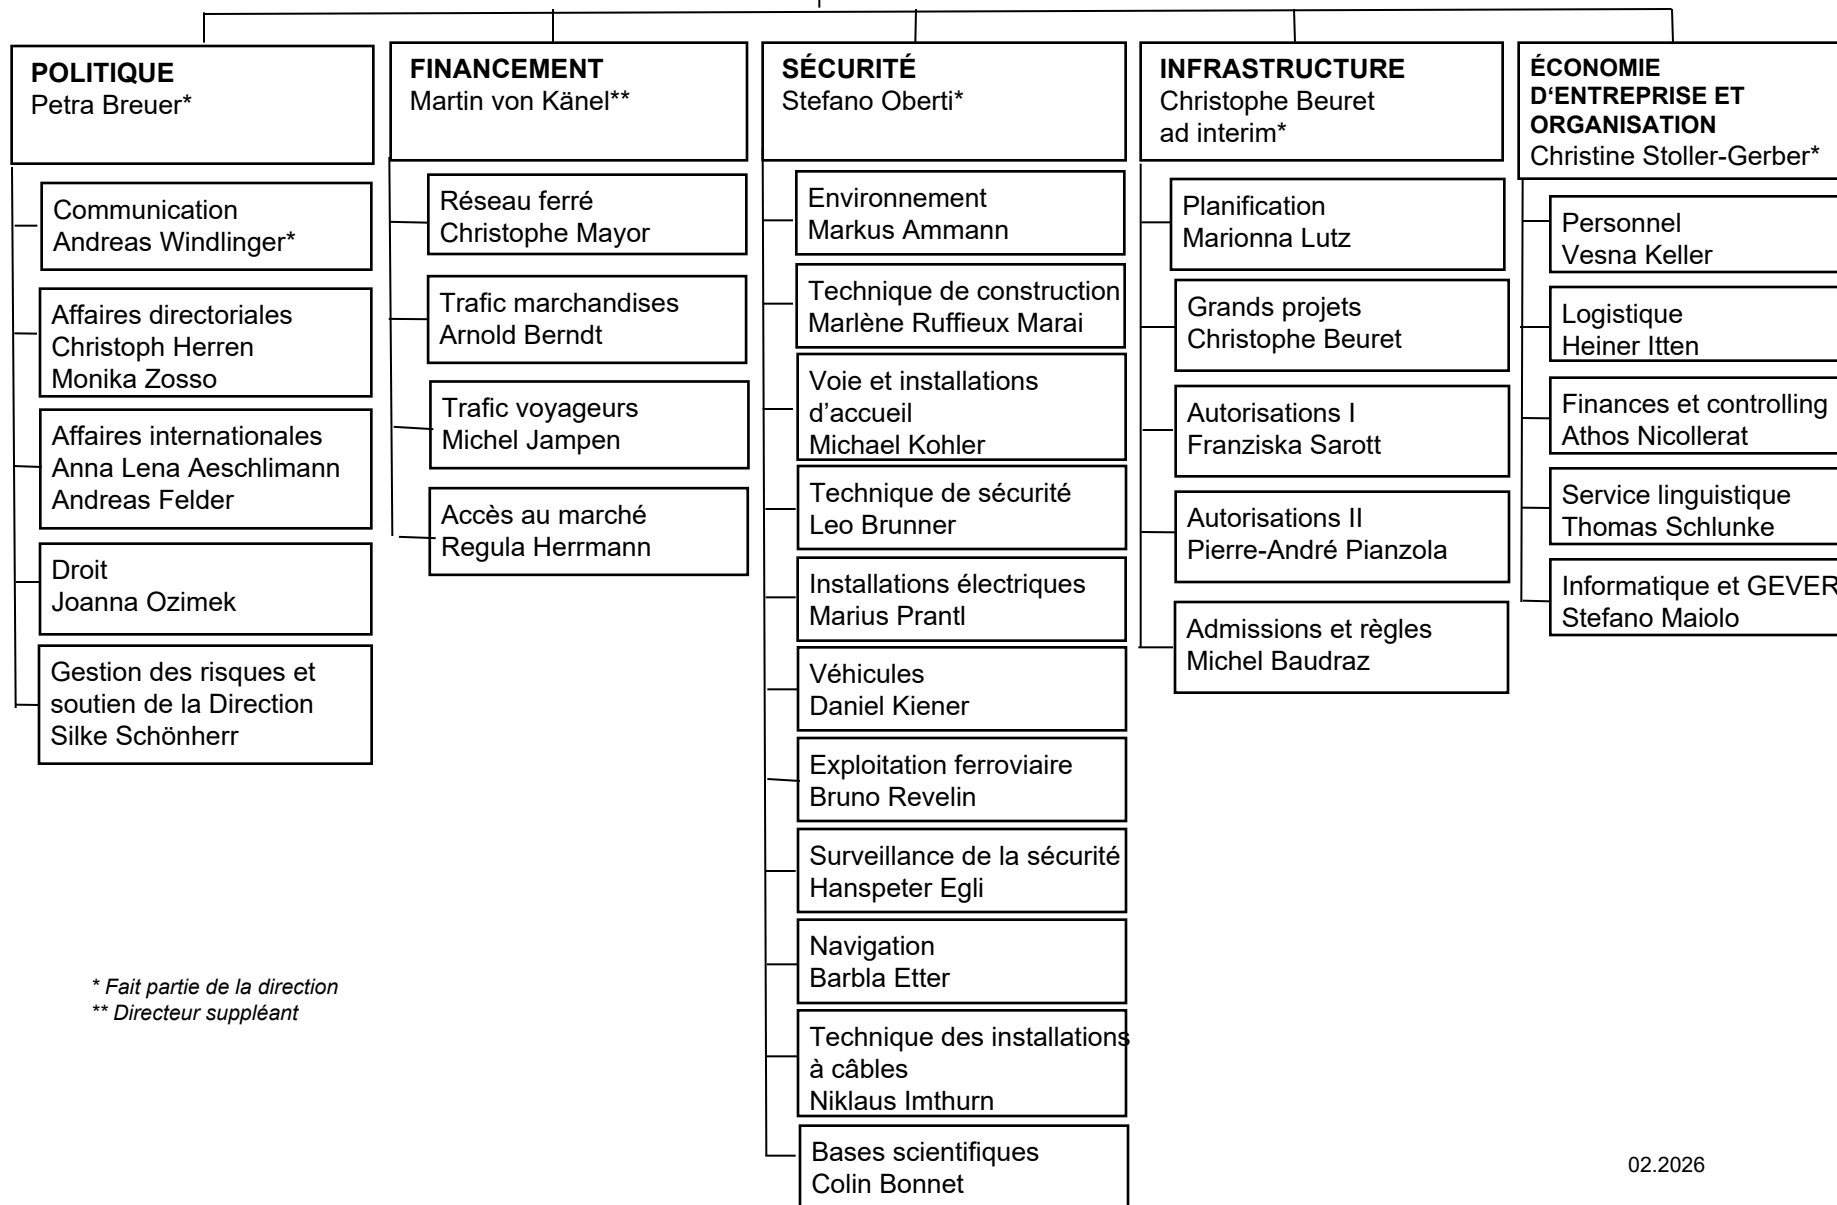 POLITIQUE
Petra Breuer*
Communication
Andreas Windlinger*
Affaires directoriales
Christoph Herren
Monika Zosso
Affaires internationales
Anna Lena Aeschlimann
Andreas Felder
Droit
Joanna Ozimek
Gestion des risques et
soutien de la Direction
Silke Schönherr
FINANCEMENT
Martin von Känel**
Réseau ferré
Christophe Mayor
Trafic marchandises
Arnold Berndt
Trafic voyageurs
Michel Jampen
Accès au marché
Regula Herrmann
SÉCURITÉ
Stefano Oberti*
Environnement
Markus Ammann
Technique de construction
Marlène Ruffieux Marai
Voie et installations
d’accueil
Michael Kohler
Technique de sécurité
Leo Brunner
Installations électriques
Marius Prantl
Véhicules
Daniel Kiener
Exploitation ferroviaire
Bruno Revelin
Surveillance de la sécurité
Hanspeter Egli
Navigation
Barbla Etter
Technique des installations
à câbles
Niklaus Imthurn
Bases scientifiques
Colin Bonnet
INFRASTRUCTURE
Christophe Beuret
ad interim*
Planification
Marionna Lutz
Grands projets
Christophe Beuret
Autorisations I
Franziska Sarott
Autorisations II
Pierre-André Pianzola
Admissions et règles
Michel Baudraz
ÉCONOMIE
D‘ENTREPRISE ET
ORGANISATION
Christine Stoller-Gerber*
Personnel
Vesna Keller
Logistique
Heiner Itten
Finances et controlling
Athos Nicollerat
Service linguistique
Thomas Schlunke
Informatique et GEVER
Stefano Maiolo
* Fait partie de la direction
** Directeur suppléant
02.2026